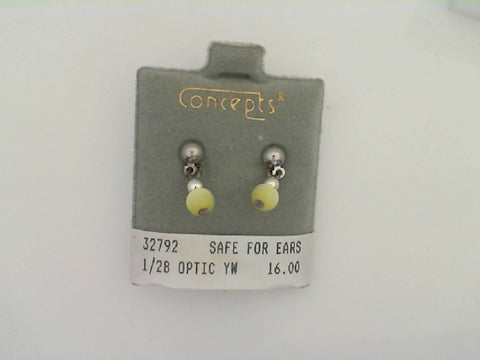 Concepts®
32792 SAFE FOR EARS
1/2B OPTIC YW 16.00